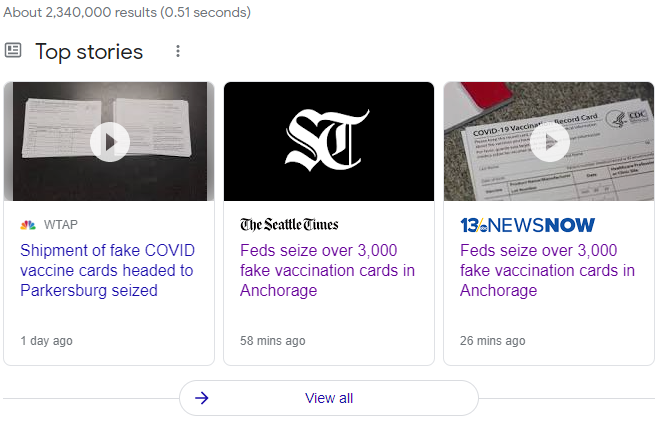 About 2,340,000 results (0.51 seconds)
Top stories
COVID-19 Vaccination Record Card
CDC
ST
WTAP
Shipment of fake COVID
vaccine cards headed to
Parkersburg seized
1 day ago
The Seattle Times
Feds seize over 3,000
fake vaccination cards in
Anchorage
58 mins ago
13 NEWSNOW
Feds seize over 3,000
fake vaccination cards in
Anchorage
26 mins ago
View all